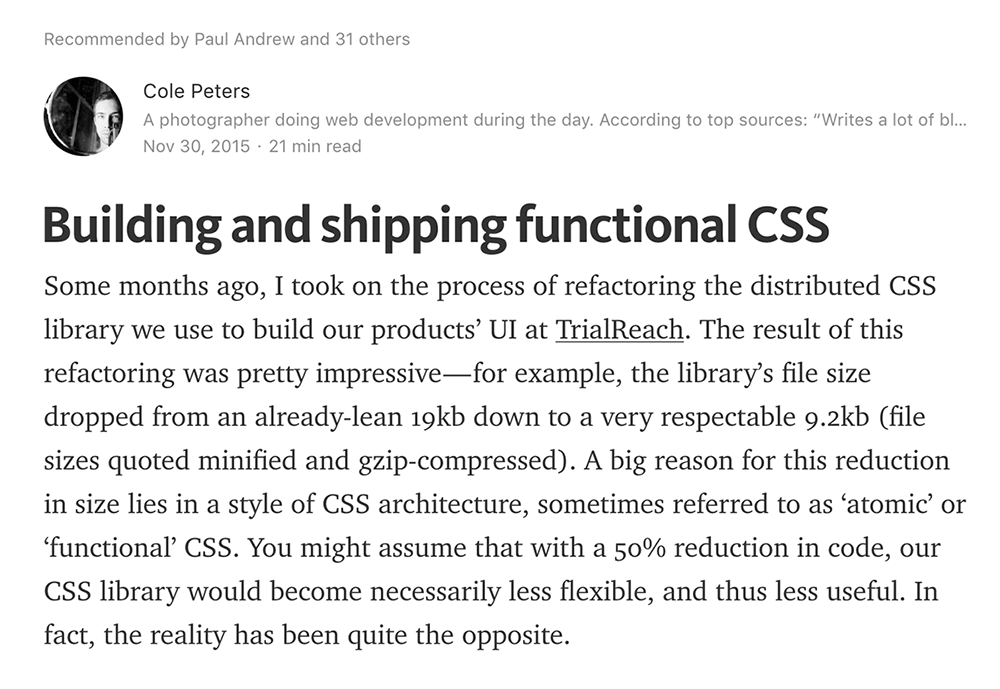 Recommended by Paul Andrew and 31 others
Cole Peters
A photographer doing web development during the day. According to top sources: “Writes a lot of bl...
Nov 30, 2015 · 21 min read
Building and shipping functional CSS
Some months ago, I took on the process of refactoring the distributed CSS
library we use to build our products’ UI at TrialReach. The result of this
refactoring was pretty impressive—for example, the library’s file size
dropped from an already-lean 19kb down to a very respectable 9.2kb (file
sizes quoted minified and gzip-compressed). A big reason for this reduction
in size lies in a style of CSS architecture, sometimes referred to as ‘atomic’ or
‘functional’ CSS. You might assume that with a 50% reduction in code, our
CSS library would become necessarily less flexible, and thus less useful. In
fact, the reality has been quite the opposite.